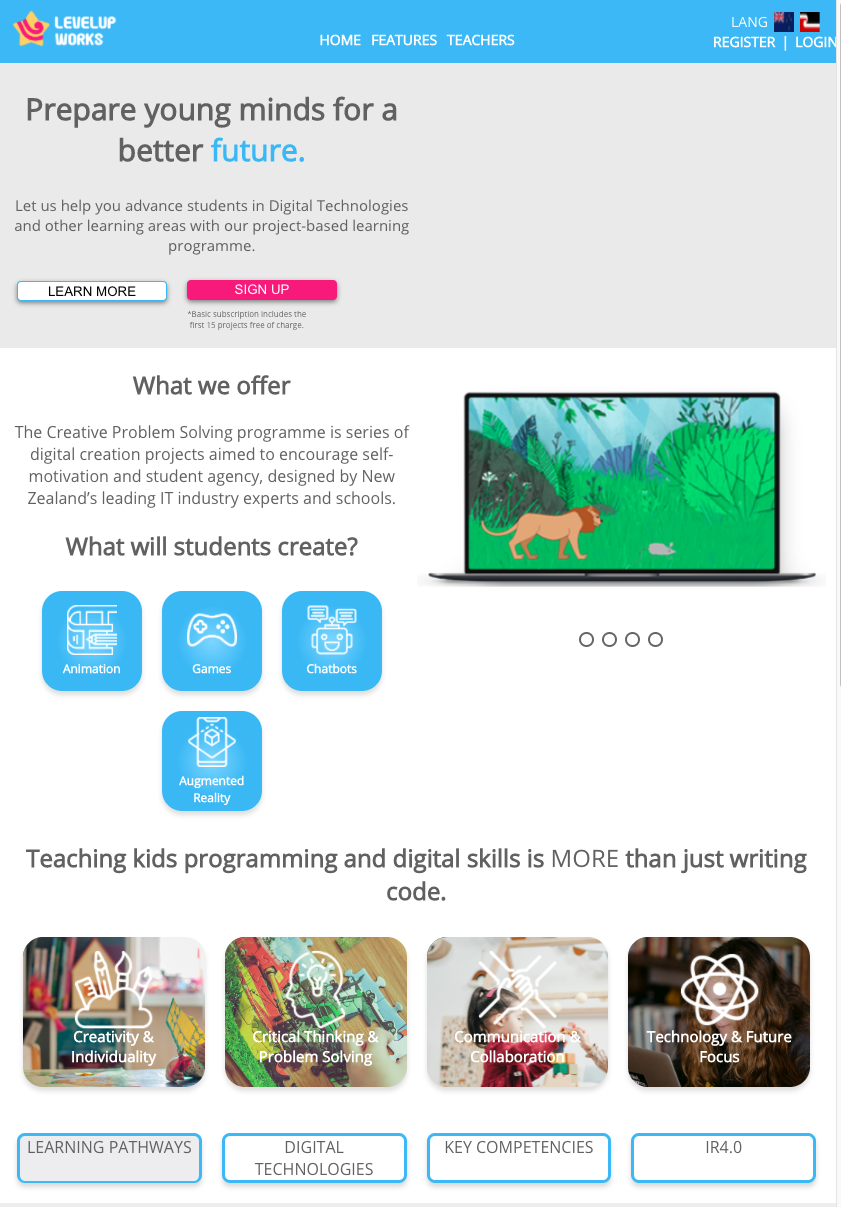 LEVELUP
WORKS
HOME FEATURES TEACHERS
LANG
REGISTER | LOGIN
Prepare young minds for a
better future.
Let us help you advance students in Digital Technologies
and other learning areas with our project-based learning
programme.
LEARN MORE
SIGN UP
*Basic subscription includes the
first 15 projects free of charge.
What we offer
The Creative Problem Solving programme is series of
digital creation projects aimed to encourage self-
motivation and student agency, designed by New
Zealand’s leading IT industry experts and schools.
What will students create?
Animation
Games
Chatbots
Augmented
Reality
Teaching kids programming and digital skills is MORE than just writing
code.
Creativity &
Individuality
Critical Thinking &
Problem Solving
Communication &
Collaboration
Technology & Future
Focus
LEARNING PATHWAYS
DIGITAL
TECHNOLOGIES
KEY COMPETENCIES
IR4.0